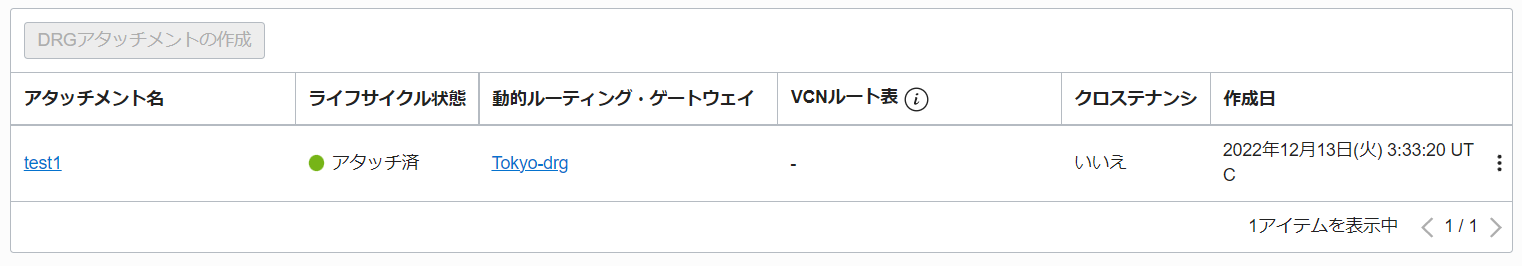 DRGアタッチメントの作成
アタッチメント名 ライフサイクル状態 動的ルーティング・ゲートウェイ VCNルート表 i クロステナンシ 作成日
test1 アタッチ済 Tokyo-drg - いいえ 2022年12月13日(火) 3:33:20 UT
C
1アイテムを表示中 1 / 1